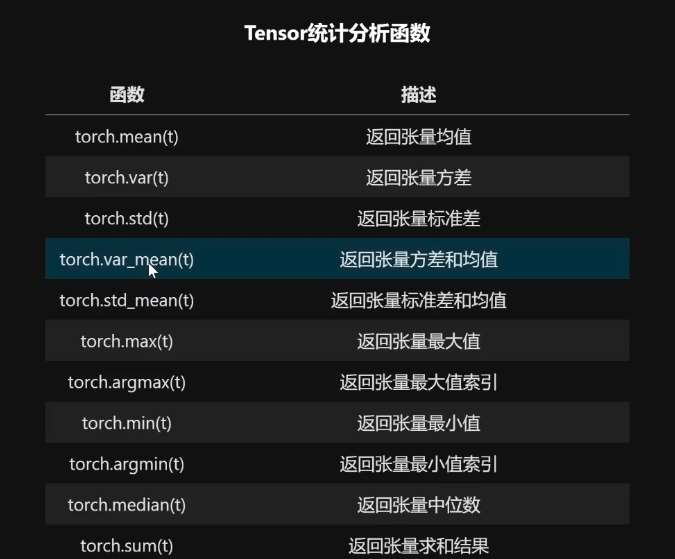 Tensor统计分析函数
函数 描述
torch.mean(t) 返回张量均值
torch.var(t) 返回张量方差
torch.std(t) 返回张量标准差
torch.var_mean(t) 返回张量方差和均值
torch.std_mean(t) 返回张量标准差和均值
torch.max(t) 返回张量最大值
torch.argmax(t) 返回张量最大值索引
torch.min(t) 返回张量最小值
torch.argmin(t) 返回张量最小值索引
torch.median(t) 返回张量中位数
torch.sum(t) 返回张量求和结果